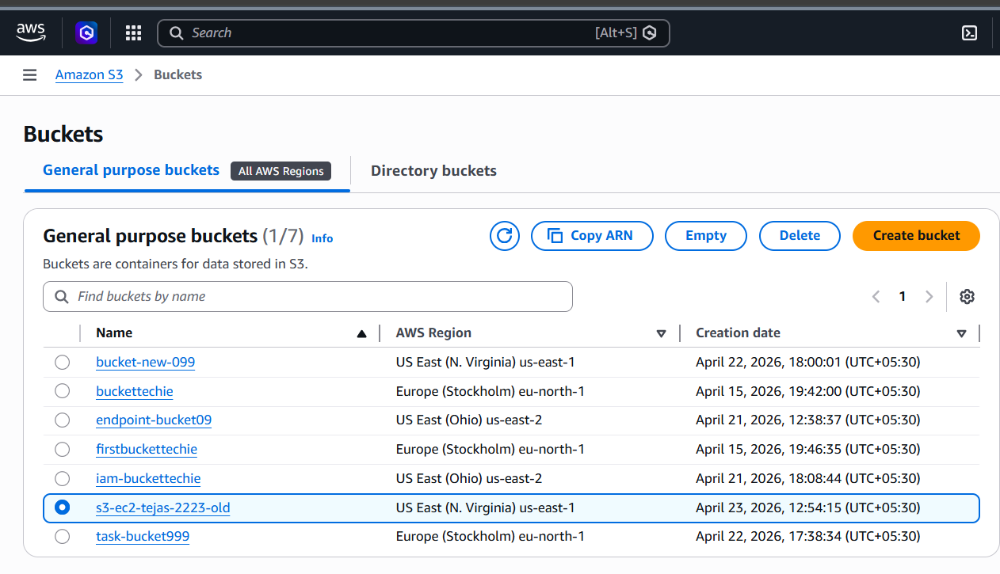 aws Search [Alt+S]
Amazon S3 Buckets
Buckets
General purpose buckets All AWS Regions Directory buckets
General purpose buckets (1/7) Info Copy ARN Empty Delete Create bucket
Buckets are containers for data stored in S3.
Find buckets by name 1
Name AWS Region Creation date
bucket-new-099 US East (N. Virginia) us-east-1 April 22, 2026, 18:00:01 (UTC+05:30)
buckettechie Europe (Stockholm) eu-north-1 April 15, 2026, 19:42:00 (UTC+05:30)
endpoint-bucket09 US East (Ohio) us-east-2 April 21, 2026, 12:38:37 (UTC+05:30)
firstbuckettechie Europe (Stockholm) eu-north-1 April 15, 2026, 19:46:35 (UTC+05:30)
iam-buckettechie US East (Ohio) us-east-2 April 21, 2026, 18:08:44 (UTC+05:30)
s3-ec2-tejas-2223-old US East (N. Virginia) us-east-1 April 23, 2026, 12:54:15 (UTC+05:30)
task-bucket999 Europe (Stockholm) eu-north-1 April 22, 2026, 17:38:34 (UTC+05:30)